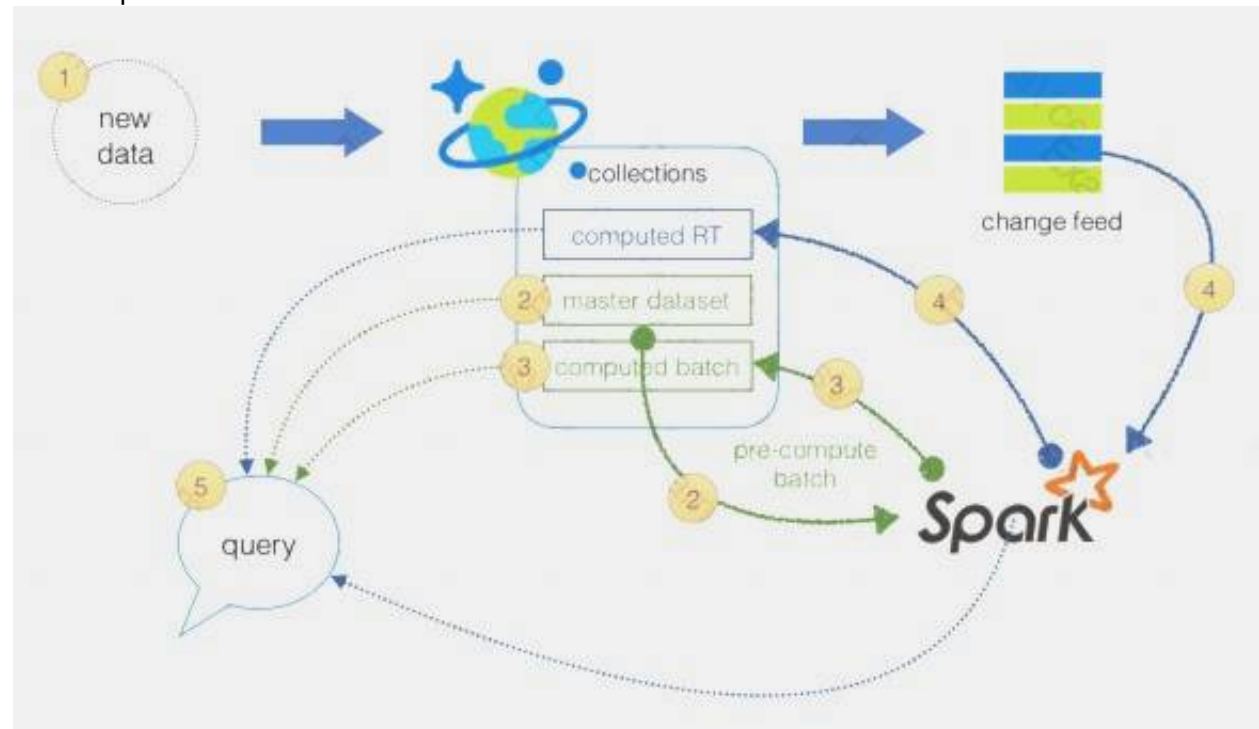 1
new
data
collections
computed RT
change feed
2
master dataset
4
4
3
computed batch
3
pre-compute
batch
2
5
query
Spark